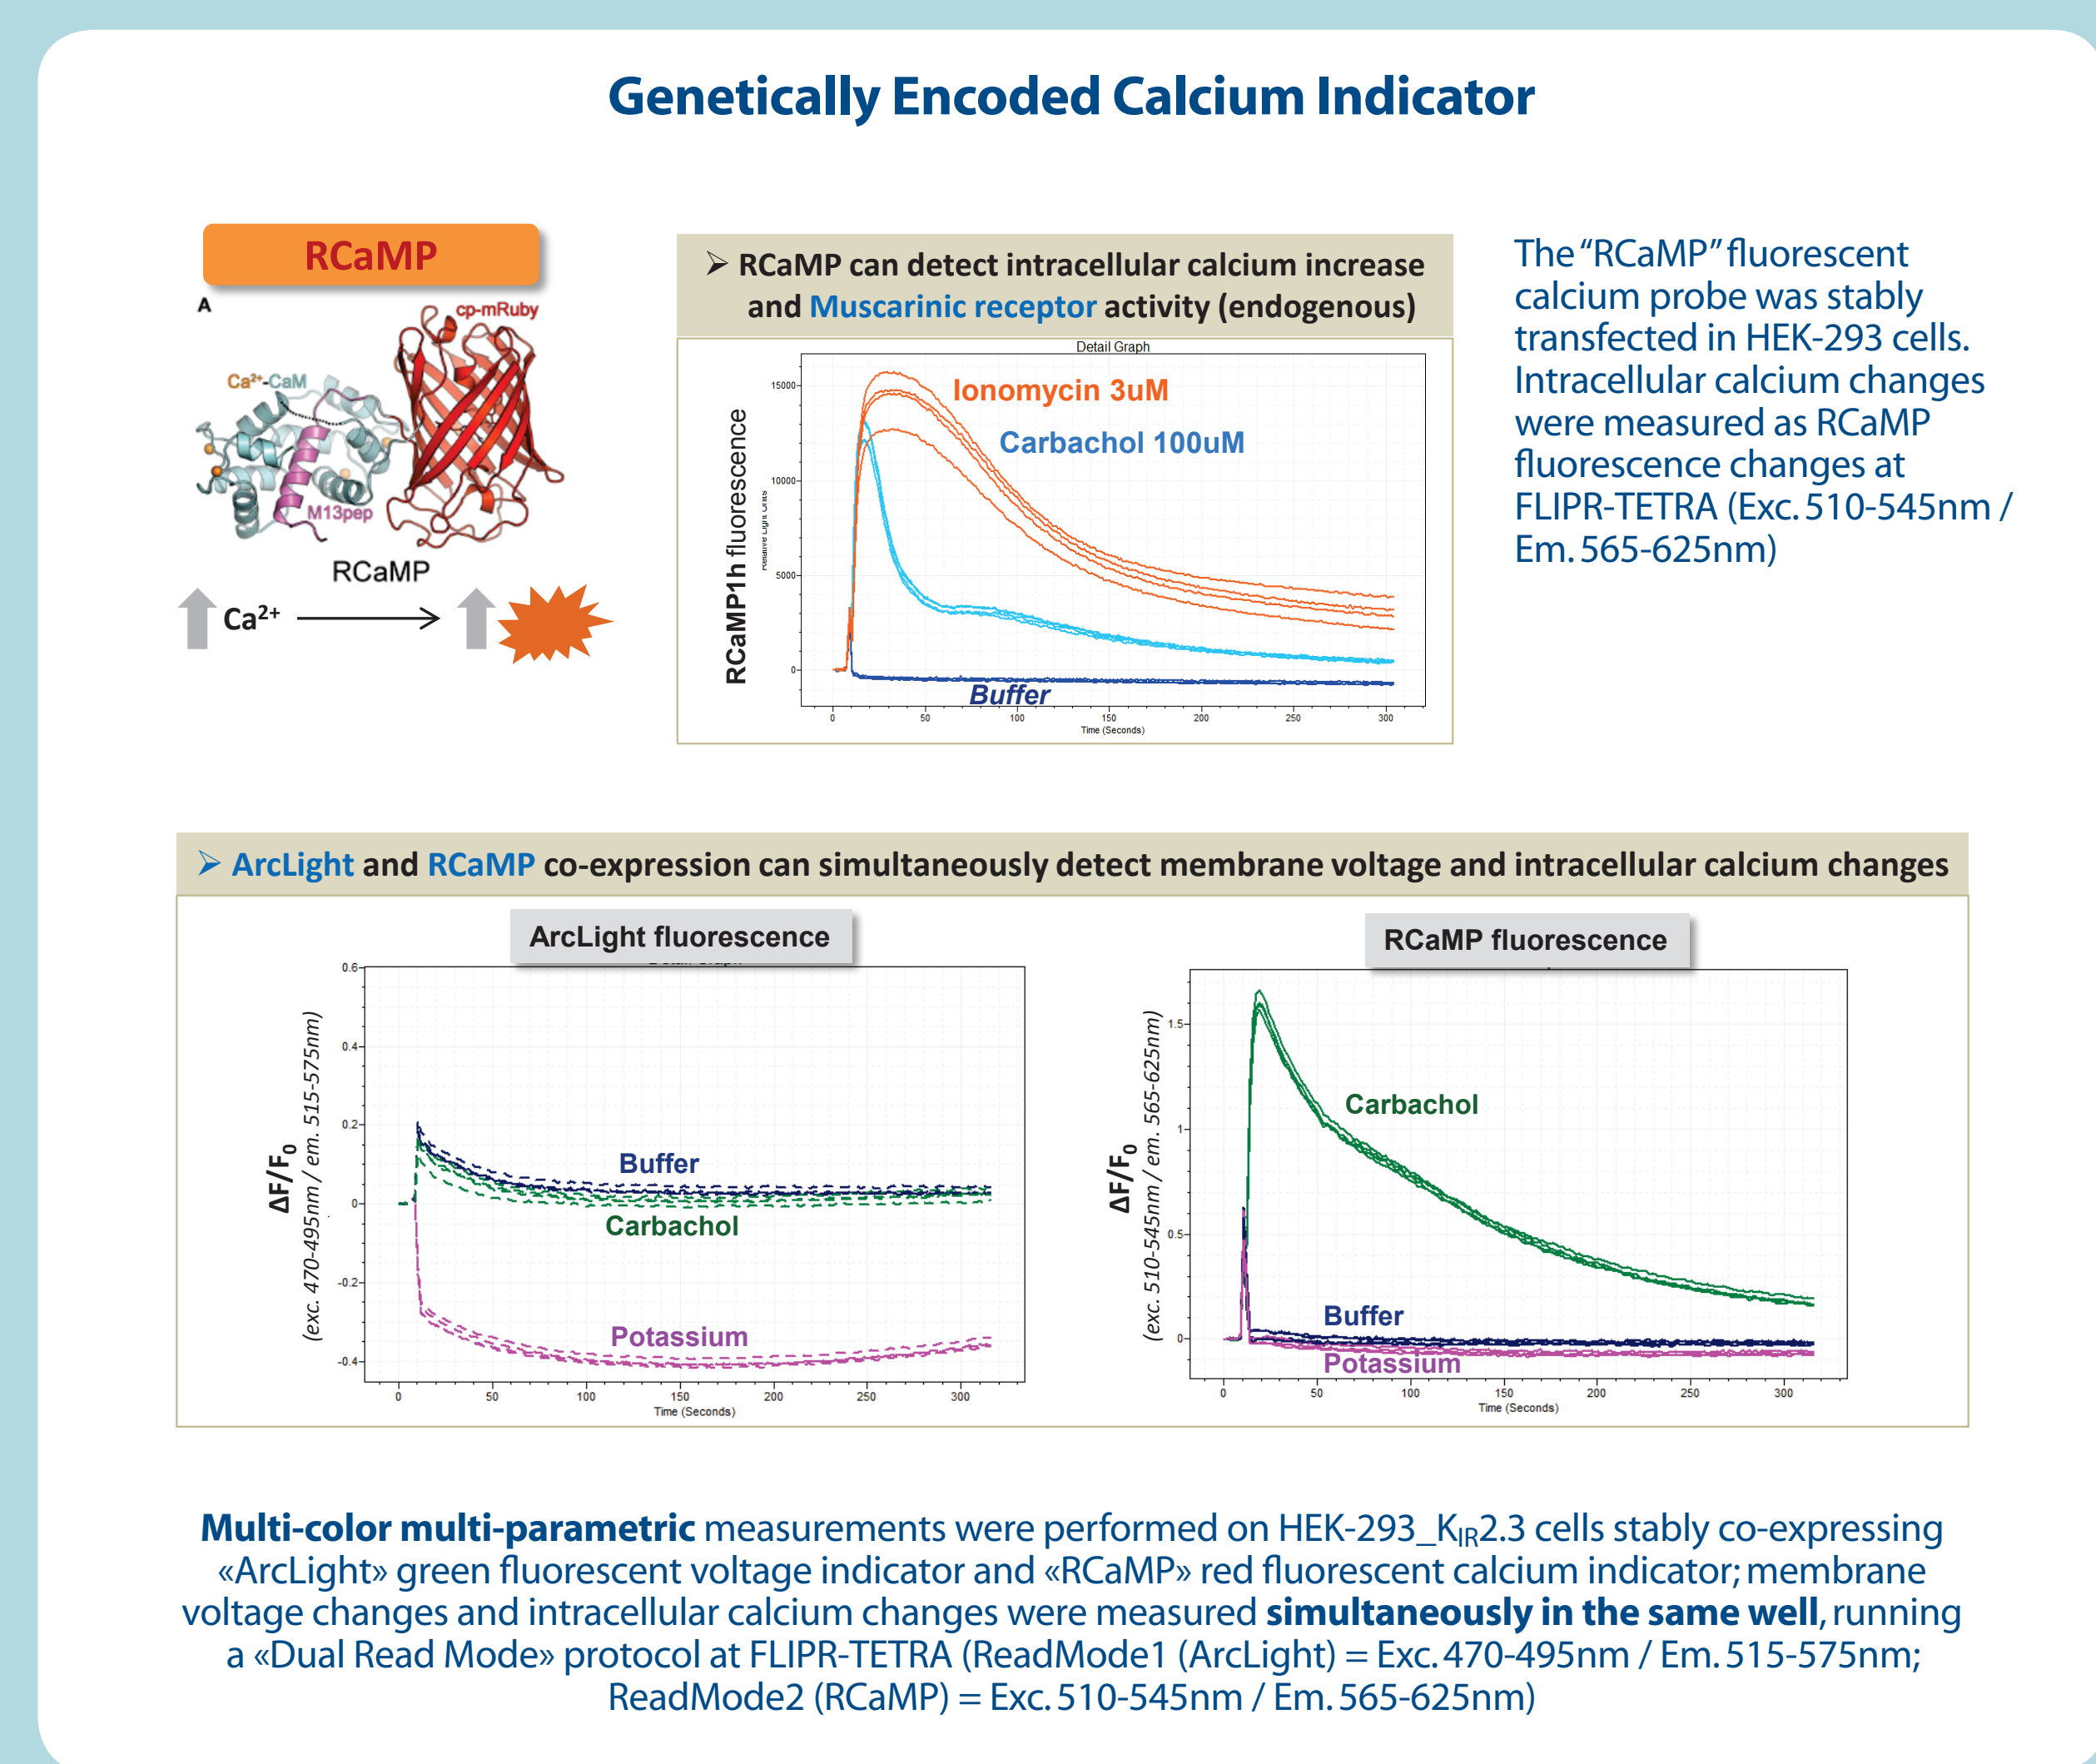 Genetically Encoded Calcium Indicator
RCaMP
A
cp-mRuby
Ca²⁺-CaM
M13pep
RCaMP
Ca²⁺
➢ RCaMP can detect intracellular calcium increase
and Muscarinic receptor activity (endogenous)
Detail Graph
Ionomycin 3uM
Carbachol 100uM
Buffer
RCaMP1h fluorescence
Relative Light Units
15000
10000
5000
0
0 50 100 150 200 250 300
Time (Seconds)
The “RCaMP” fluorescent
calcium probe was stably
transfected in HEK-293 cells.
Intracellular calcium changes
were measured as RCaMP
fluorescence changes at
FLIPR-TETRA (Exc. 510-545nm /
Em. 565-625nm)
➢ ArcLight and RCaMP co-expression can simultaneously detect membrane voltage and intracellular calcium changes
ArcLight fluorescence
ΔF/F₀
(exc. 470-495nm / em. 515-575nm)
0.6
0.4
0.2
0
-0.2
-0.4
Buffer
Carbachol
Potassium
0 50 100 150 200 250 300
Time (Seconds)
RCaMP fluorescence
ΔF/F₀
(exc. 510-545nm / em. 565-625nm)
1.5
1
0.5
0
Carbachol
Buffer
Potassium
0 50 100 150 200 250 300
Time (Seconds)
Multi-color multi-parametric measurements were performed on HEK-293_K_IR2.3 cells stably co-expressing
«ArcLight» green fluorescent voltage indicator and «RCaMP» red fluorescent calcium indicator; membrane
voltage changes and intracellular calcium changes were measured simultaneously in the same well, running
a «Dual Read Mode» protocol at FLIPR-TETRA (ReadMode1 (ArcLight) = Exc. 470-495nm / Em. 515-575nm;
ReadMode2 (RCaMP) = Exc. 510-545nm / Em. 565-625nm)